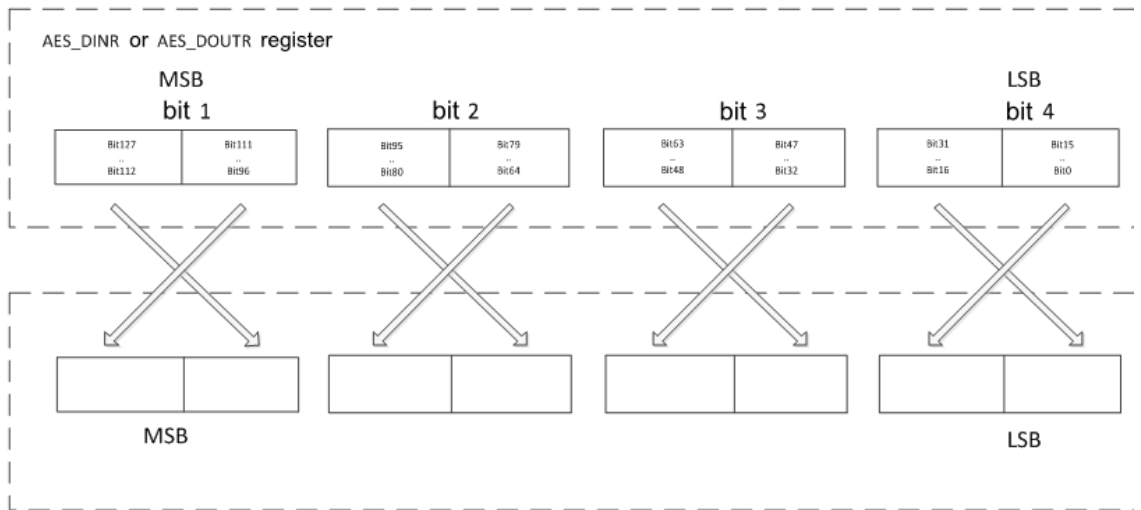 AES_DINR or AES_DOUTR register
MSB LSB
bit 1 bit 2 bit 3 bit 4
Bit127 Bit111 Bit95 Bit79 Bit63 Bit47 Bit31 Bit15
.. .. .. .. .. .. .. ..
Bit112 Bit96 Bit80 Bit64 Bit48 Bit32 Bit16 Bit0
MSB LSB